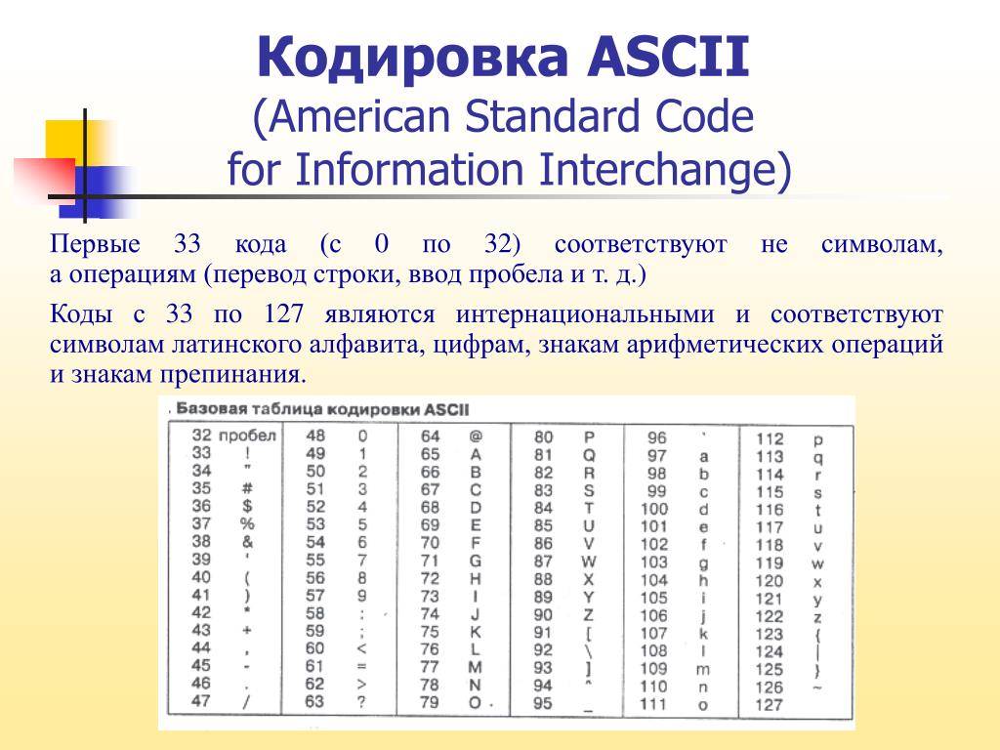 Кодировка ASCII
(American Standard Code
for Information Interchange)
Первые 33 кода (с 0 по 32) соответствуют не символам,
а операциям (перевод строки, ввод пробела и т. д.)
Коды с 33 по 127 являются интернациональными и соответствуют
символам латинского алфавита, цифрам, знакам арифметических операций
и знакам препинания.
. Базовая таблица кодировки ASCII
32 пробел 48 0 64 @ 80 P 96 ` 112 p
33 ! 49 1 65 A 81 Q 97 a 113 q
34 " 50 2 66 B 82 R 98 b 114 r
35 # 51 3 67 C 83 S 99 c 115 s
36 $ 52 4 68 D 84 T 100 d 116 t
37 % 53 5 69 E 85 U 101 e 117 u
38 & 54 6 70 F 86 V 102 f 118 v
39 ' 55 7 71 G 87 W 103 g 119 w
40 ( 56 8 72 H 88 X 104 h 120 x
41 ) 57 9 73 I 89 Y 105 i 121 y
42 * 58 : 74 J 90 Z 106 j 122 z
43 + 59 ; 75 K 91 [ 107 k 123 {
44 , 60 < 76 L 92 \ 108 l 124 |
45 - 61 = 77 M 93 ] 109 m 125 }
46 . 62 > 78 N 94 ^ 110 n 126 ~
47 / 63 ? 79 O 95 _ 111 o 127